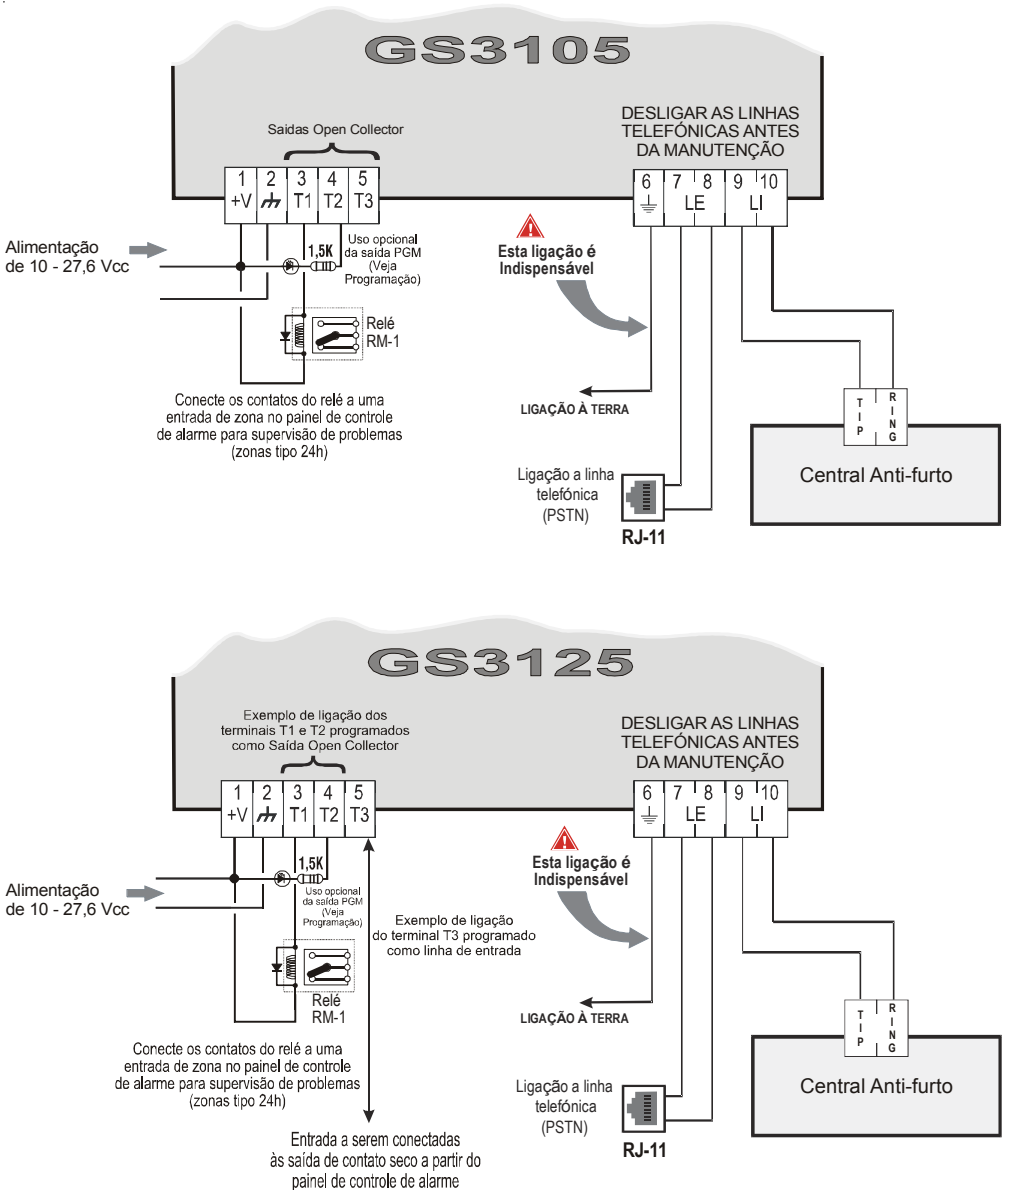 GS3105
DESLIGAR AS LINHAS
TELEFÓNICAS ANTES
DA MANUTENÇÃO
Saidas Open Collector
1 2 3 4 5
+V T1 T2 T3
6 7 8 9 10
LE LI
Alimentação
de 10 - 27,6 Vcc
1,5K
Uso opcional
da saída PGM
(Veja
Programação)
Relé
RM-1
Conecte os contatos do relé a uma
entrada de zona no painel de controle
de alarme para supervisão de problemas
(zonas tipo 24h)
Esta ligação é
Indispensável
LIGAÇÃO À TERRA
Ligação a linha
telefónica
(PSTN)
RJ-11
TIP
RING
Central Anti-furto
GS3125
Exemplo de ligação dos
terminais T1 e T2 programados
como Saída Open Collector
DESLIGAR AS LINHAS
TELEFÓNICAS ANTES
DA MANUTENÇÃO
1 2 3 4 5
+V T1 T2 T3
6 7 8 9 10
LE LI
Alimentação
de 10 - 27,6 Vcc
1,5K
Uso opcional
da saída PGM
(Veja
Programação)
Exemplo de ligação
do terminal T3 programado
como linha de entrada
Relé
RM-1
Conecte os contatos do relé a uma
entrada de zona no painel de controle
de alarme para supervisão de problemas
(zonas tipo 24h)
Entrada a serem conectadas
às saída de contato seco a partir do
painel de controle de alarme
Esta ligação é
Indispensável
LIGAÇÃO À TERRA
Ligação a linha
telefónica
(PSTN)
RJ-11
TIP
RING
Central Anti-furto